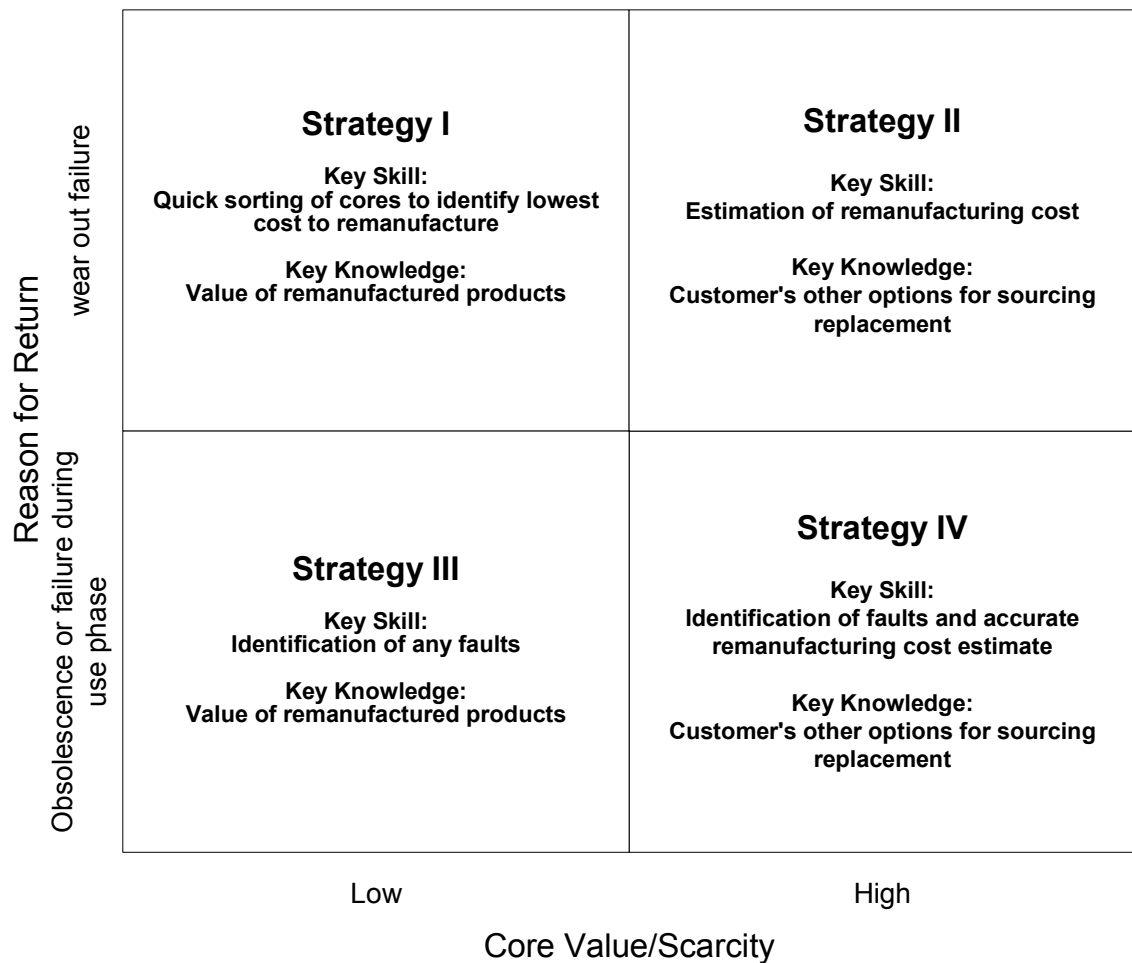 Reason for Return
wear out failure
Strategy I
Key Skill:
Quick sorting of cores to identify lowest
cost to remanufacture
Key Knowledge:
Value of remanufactured products
Strategy II
Key Skill:
Estimation of remanufacturing cost
Key Knowledge:
Customer's other options for sourcing
replacement
Obsolescence or failure during
use phase
Strategy III
Key Skill:
Identification of any faults
Key Knowledge:
Value of remanufactured products
Strategy IV
Key Skill:
Identification of faults and accurate
remanufacturing cost estimate
Key Knowledge:
Customer's other options for sourcing
replacement
Low
High
Core Value/Scarcity